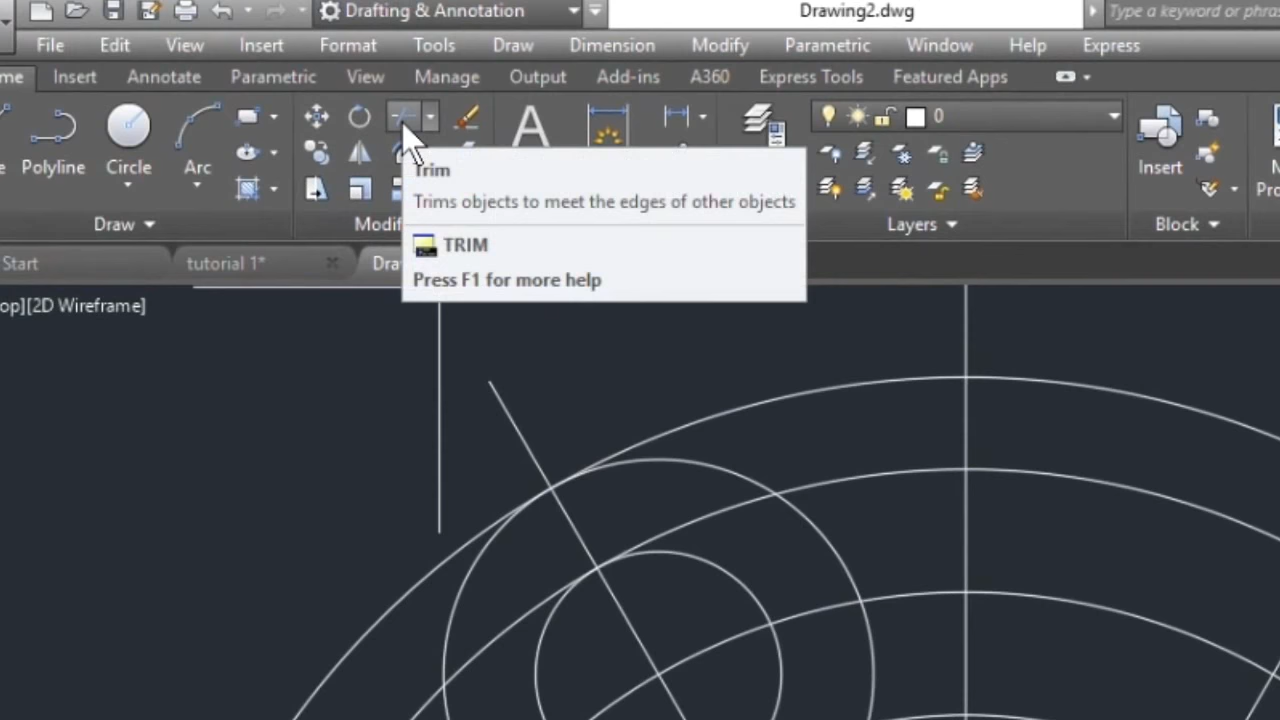 Drafting & Annotation Drawing2.dwg Type a keyword or phras
File Edit View Insert Format Tools Draw Dimension Modify Parametric Window Help Express
me Insert Annotate Parametric View Manage Output Add-ins A360 Express Tools Featured Apps
A 0
Polyline Circle Arc Insert
Trim
Trims objects to meet the edges of other objects
Draw Modif Layers Block
TRIM
Start tutorial 1* Dra
Press F1 for more help
op][2D Wireframe]